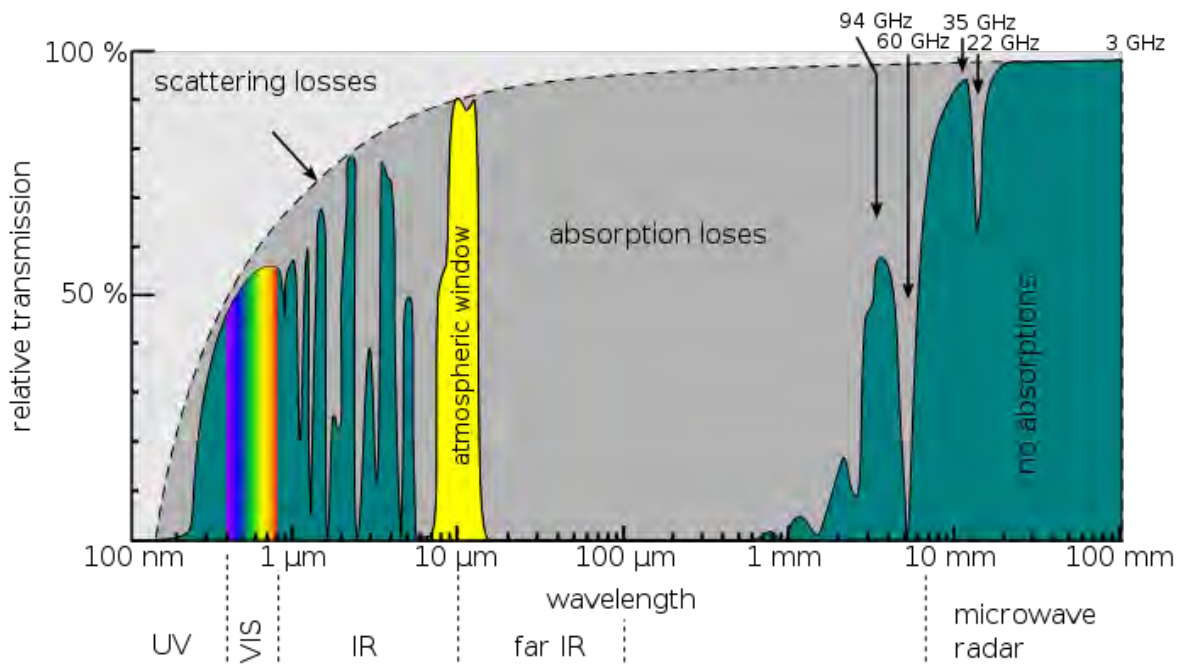 94 GHz
35 GHz
60 GHz
22 GHz
3 GHz
100 %
scattering losses
absorption loses
50 %
relative transmission
atmospheric window
no absorptions
100 nm
1 µm
10 µm
100 µm
1 mm
10 mm
100 mm
wavelength
UV
VIS
IR
far IR
microwave
radar